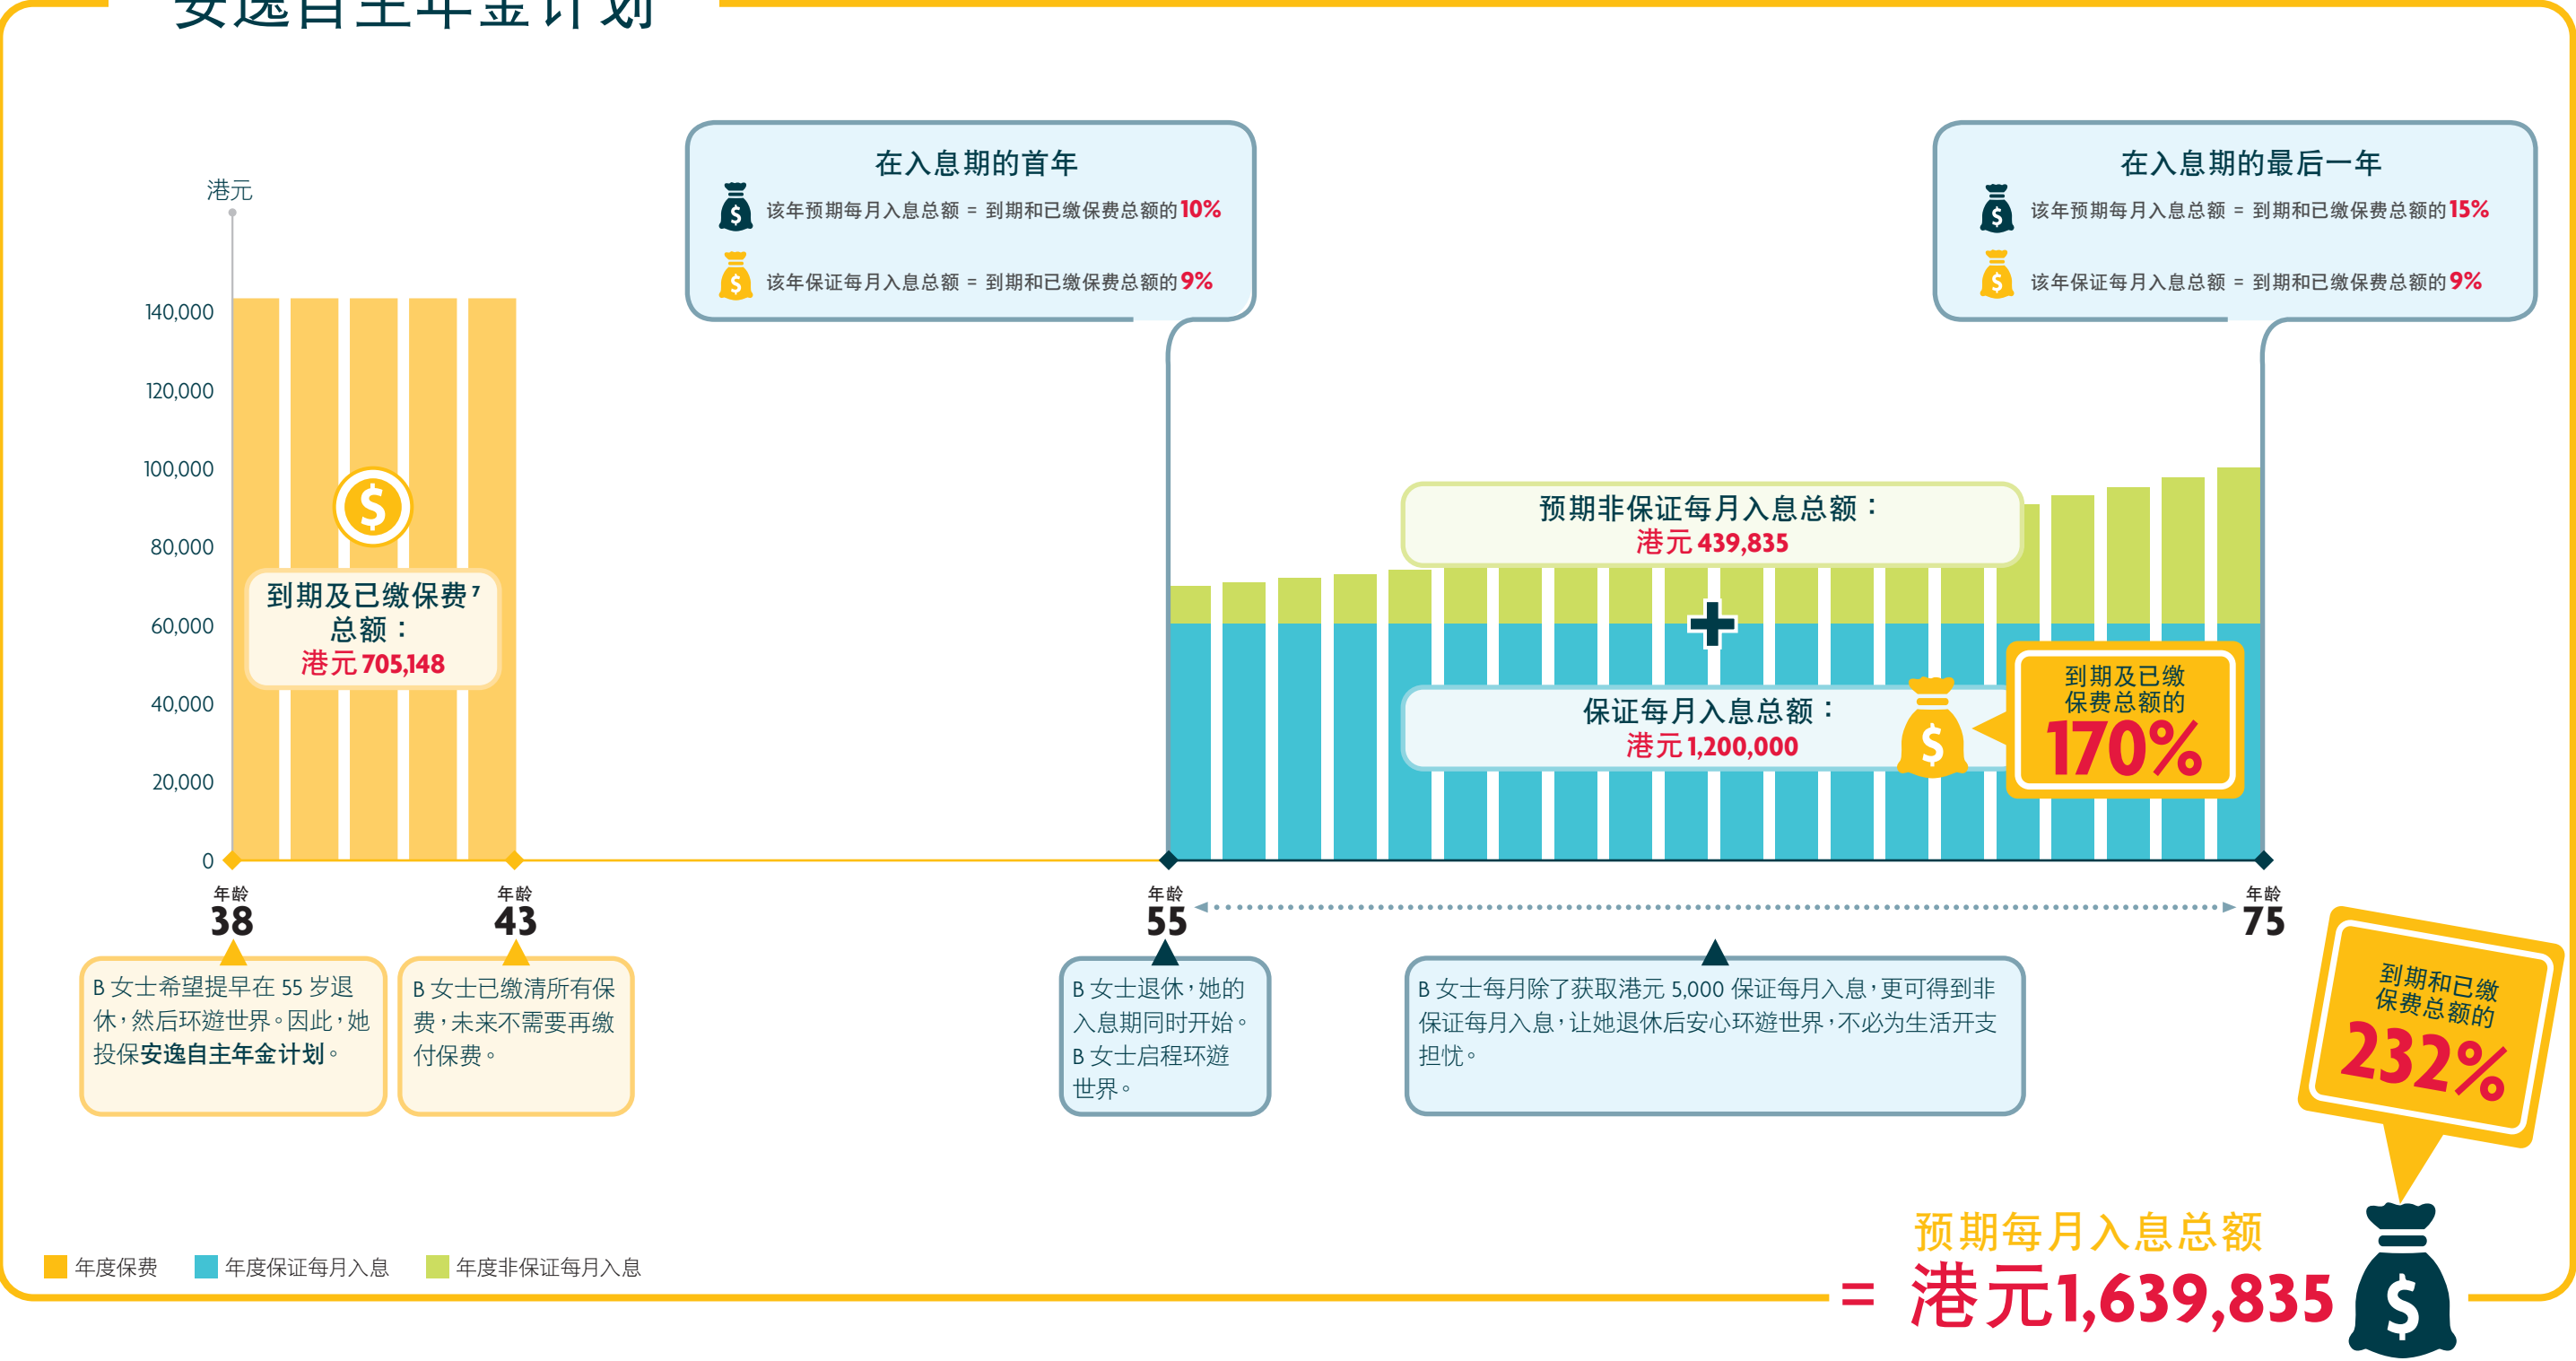 安逸自主年金计划
在入息期的首年
该年预期每月入息总额 = 到期和已缴保费总额的10%
该年保证每月入息总额 = 到期和已缴保费总额的9%
在入息期的最后一年
该年预期每月入息总额 = 到期和已缴保费总额的15%
该年保证每月入息总额 = 到期和已缴保费总额的9%
港元
140,000
120,000
100,000
80,000
60,000
40,000
20,000
0
到期及已缴保费⁷
总额：
港元 705,148
预期非保证每月入息总额：
港元 439,835
保证每月入息总额：
港元 1,200,000
到期及已缴
保费总额的
170%
年龄
38
年龄
43
年龄
55
年龄
75
B 女士希望提早在 55 岁退
休，然后环遊世界。因此，她
投保安逸自主年金计划。
B 女士已缴清所有保
费，未来不需要再缴
付保费。
B 女士退休，她的
入息期同时开始。
B 女士启程环遊
世界。
B 女士每月除了获取港元 5,000 保证每月入息，更可得到非
保证每月入息，让她退休后安心环遊世界，不必为生活开支
担忧。
到期和已缴
保费总额的
232%
年度保费
年度保证每月入息
年度非保证每月入息
预期每月入息总额
= 港元1,639,835